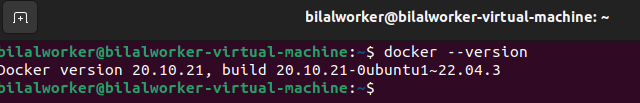 bilalworker@bilalworker-virtual-machine: ~
bilalworker@bilalworker-virtual-machine:~$ docker --version
Docker version 20.10.21, build 20.10.21-0ubuntu1~22.04.3
bilalworker@bilalworker-virtual-machine:~$